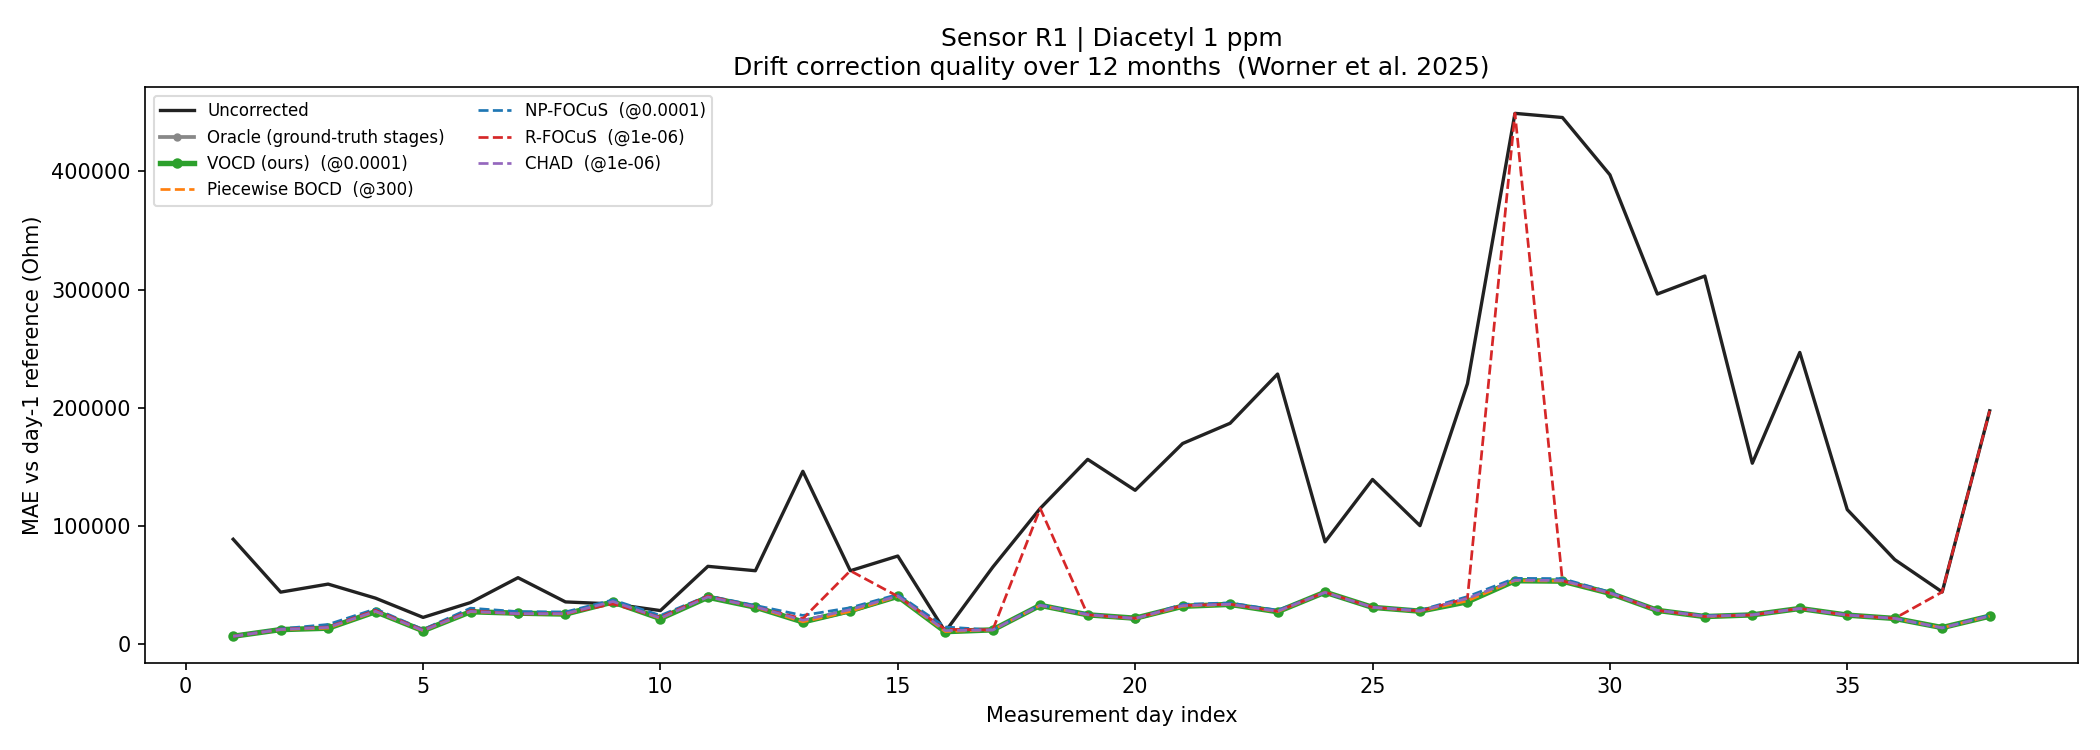 Sensor R1 | Diacetyl 1 ppm
Drift correction quality over 12 months (Worner et al. 2025)
Uncorrected
Oracle (ground-truth stages)
VOCD (ours) (@0.0001)
Piecewise BOCD (@300)
NP-FOCuS (@0.0001)
R-FOCuS (@1e-06)
CHAD (@1e-06)
MAE vs day-1 reference (Ohm)
400000
300000
200000
100000
0
0 5 10 15 20 25 30 35
Measurement day index